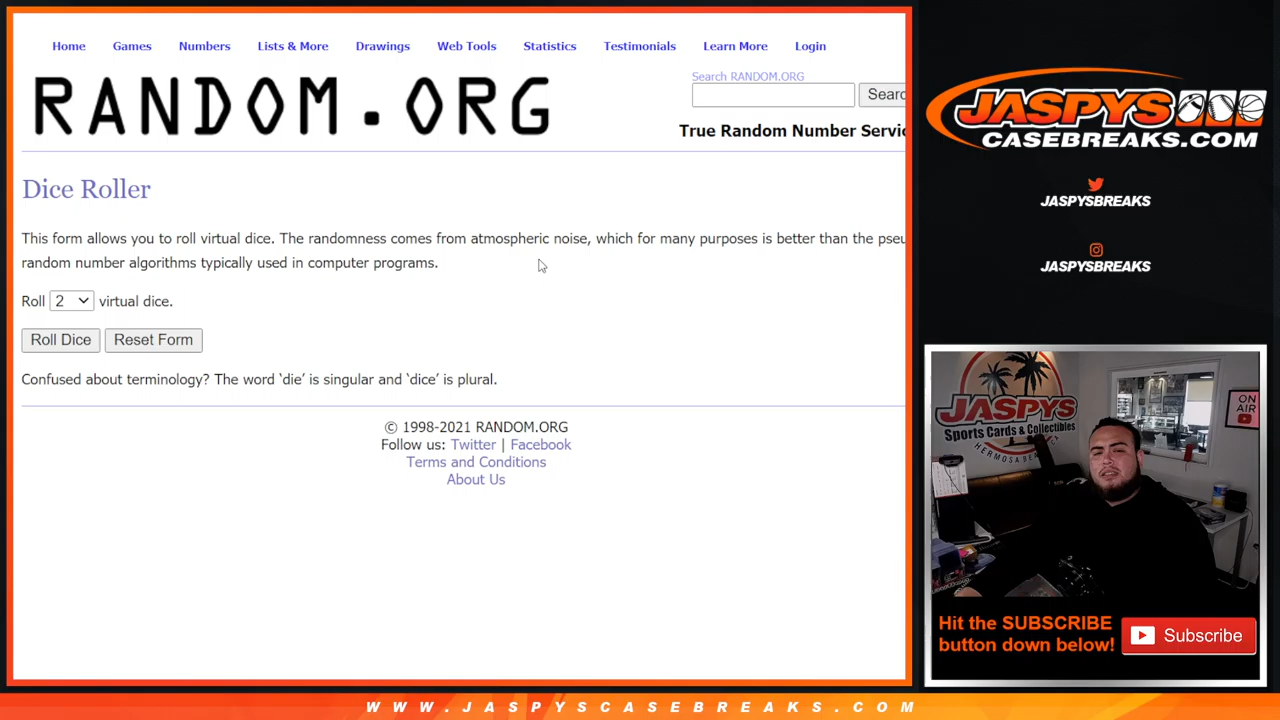 Home Games Numbers Lists & More Drawings Web Tools Statistics Testimonials Learn More Login
RANDOM.ORG
Search RANDOM.ORG
Searc
True Random Number Servic
Dice Roller
This form allows you to roll virtual dice. The randomness comes from atmospheric noise, which for many purposes is better than the pseu
random number algorithms typically used in computer programs.
Roll 2 virtual dice.
Roll Dice Reset Form
Confused about terminology? The word ‘die’ is singular and ‘dice’ is plural.
© 1998-2021 RANDOM.ORG
Follow us: Twitter | Facebook
Terms and Conditions
About Us
JASPYS
CASEBREAKS.COM
JASPYSBREAKS
JASPYSBREAKS
JASPYS
Sports Cards & Collectibles
HERMOSA BEA
ON
AIR
Hit the SUBSCRIBE
button down below!
Subscribe
WWW.JASPYSCASEBREAKS.COM